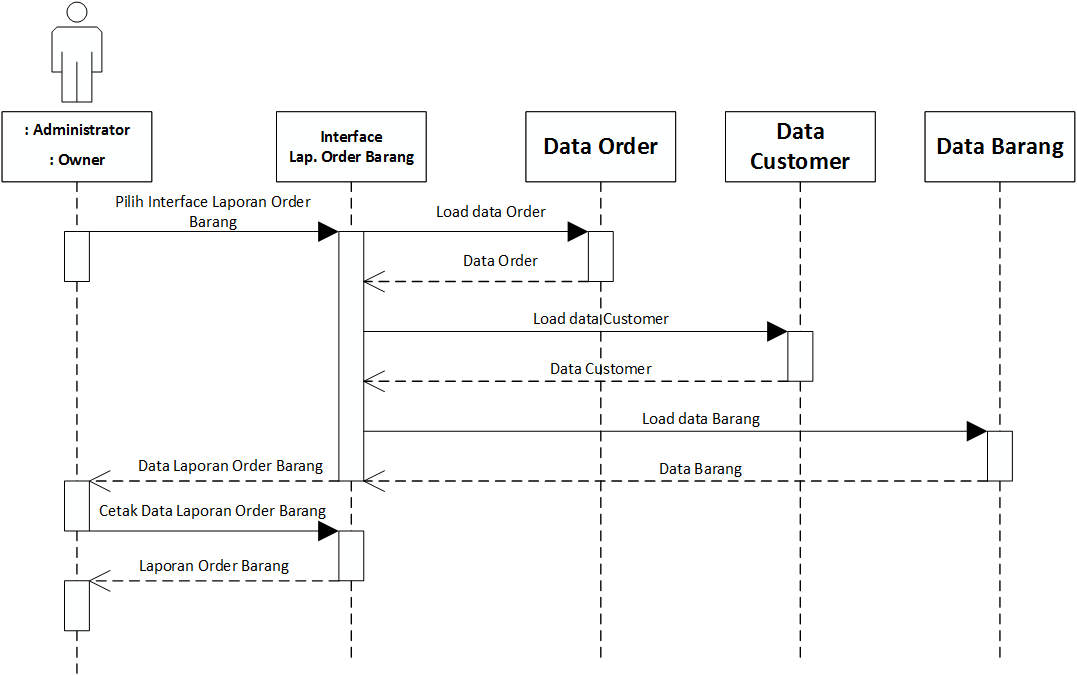 : Administrator
: Owner
Interface
Lap. Order Barang
Data Order
Data
Customer
Data Barang
Pilih Interface Laporan Order
Barang
Load data Order
Data Order
Load data Customer
Data Customer
Load data Barang
Data Laporan Order Barang
Data Barang
Cetak Data Laporan Order Barang
Laporan Order Barang